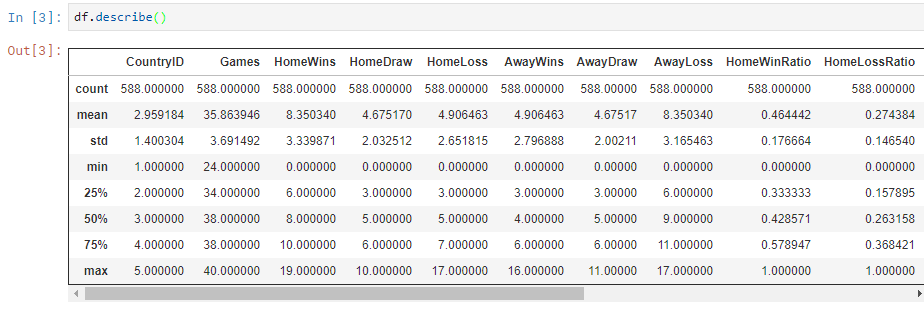 In [3]: df.describe()
Out[3]:
CountryID Games HomeWins HomeDraw HomeLoss AwayWins AwayDraw AwayLoss HomeWinRatio HomeLossRatio
count 588.000000 588.000000 588.000000 588.000000 588.000000 588.000000 588.00000 588.000000 588.000000 588.000000
mean 2.959184 35.863946 8.350340 4.675170 4.906463 4.906463 4.67517 8.350340 0.464442 0.274384
std 1.400304 3.691492 3.339871 2.032512 2.651815 2.796888 2.00211 3.165463 0.176664 0.146540
min 1.000000 24.000000 0.000000 0.000000 0.000000 0.000000 0.00000 0.000000 0.000000 0.000000
25% 2.000000 34.000000 6.000000 3.000000 3.000000 3.000000 3.00000 6.000000 0.333333 0.157895
50% 3.000000 38.000000 8.000000 5.000000 5.000000 4.000000 5.00000 9.000000 0.428571 0.263158
75% 4.000000 38.000000 10.000000 6.000000 7.000000 6.000000 6.00000 11.000000 0.578947 0.368421
max 5.000000 40.000000 19.000000 10.000000 17.000000 16.000000 11.00000 17.000000 1.000000 1.000000